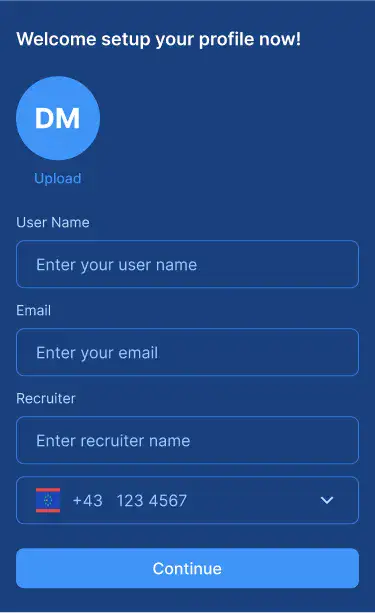 Welcome setup your profile now!
DM
Upload
User Name
Enter your user name
Email
Enter your email
Recruiter
Enter recruiter name
+43 123 4567
Continue